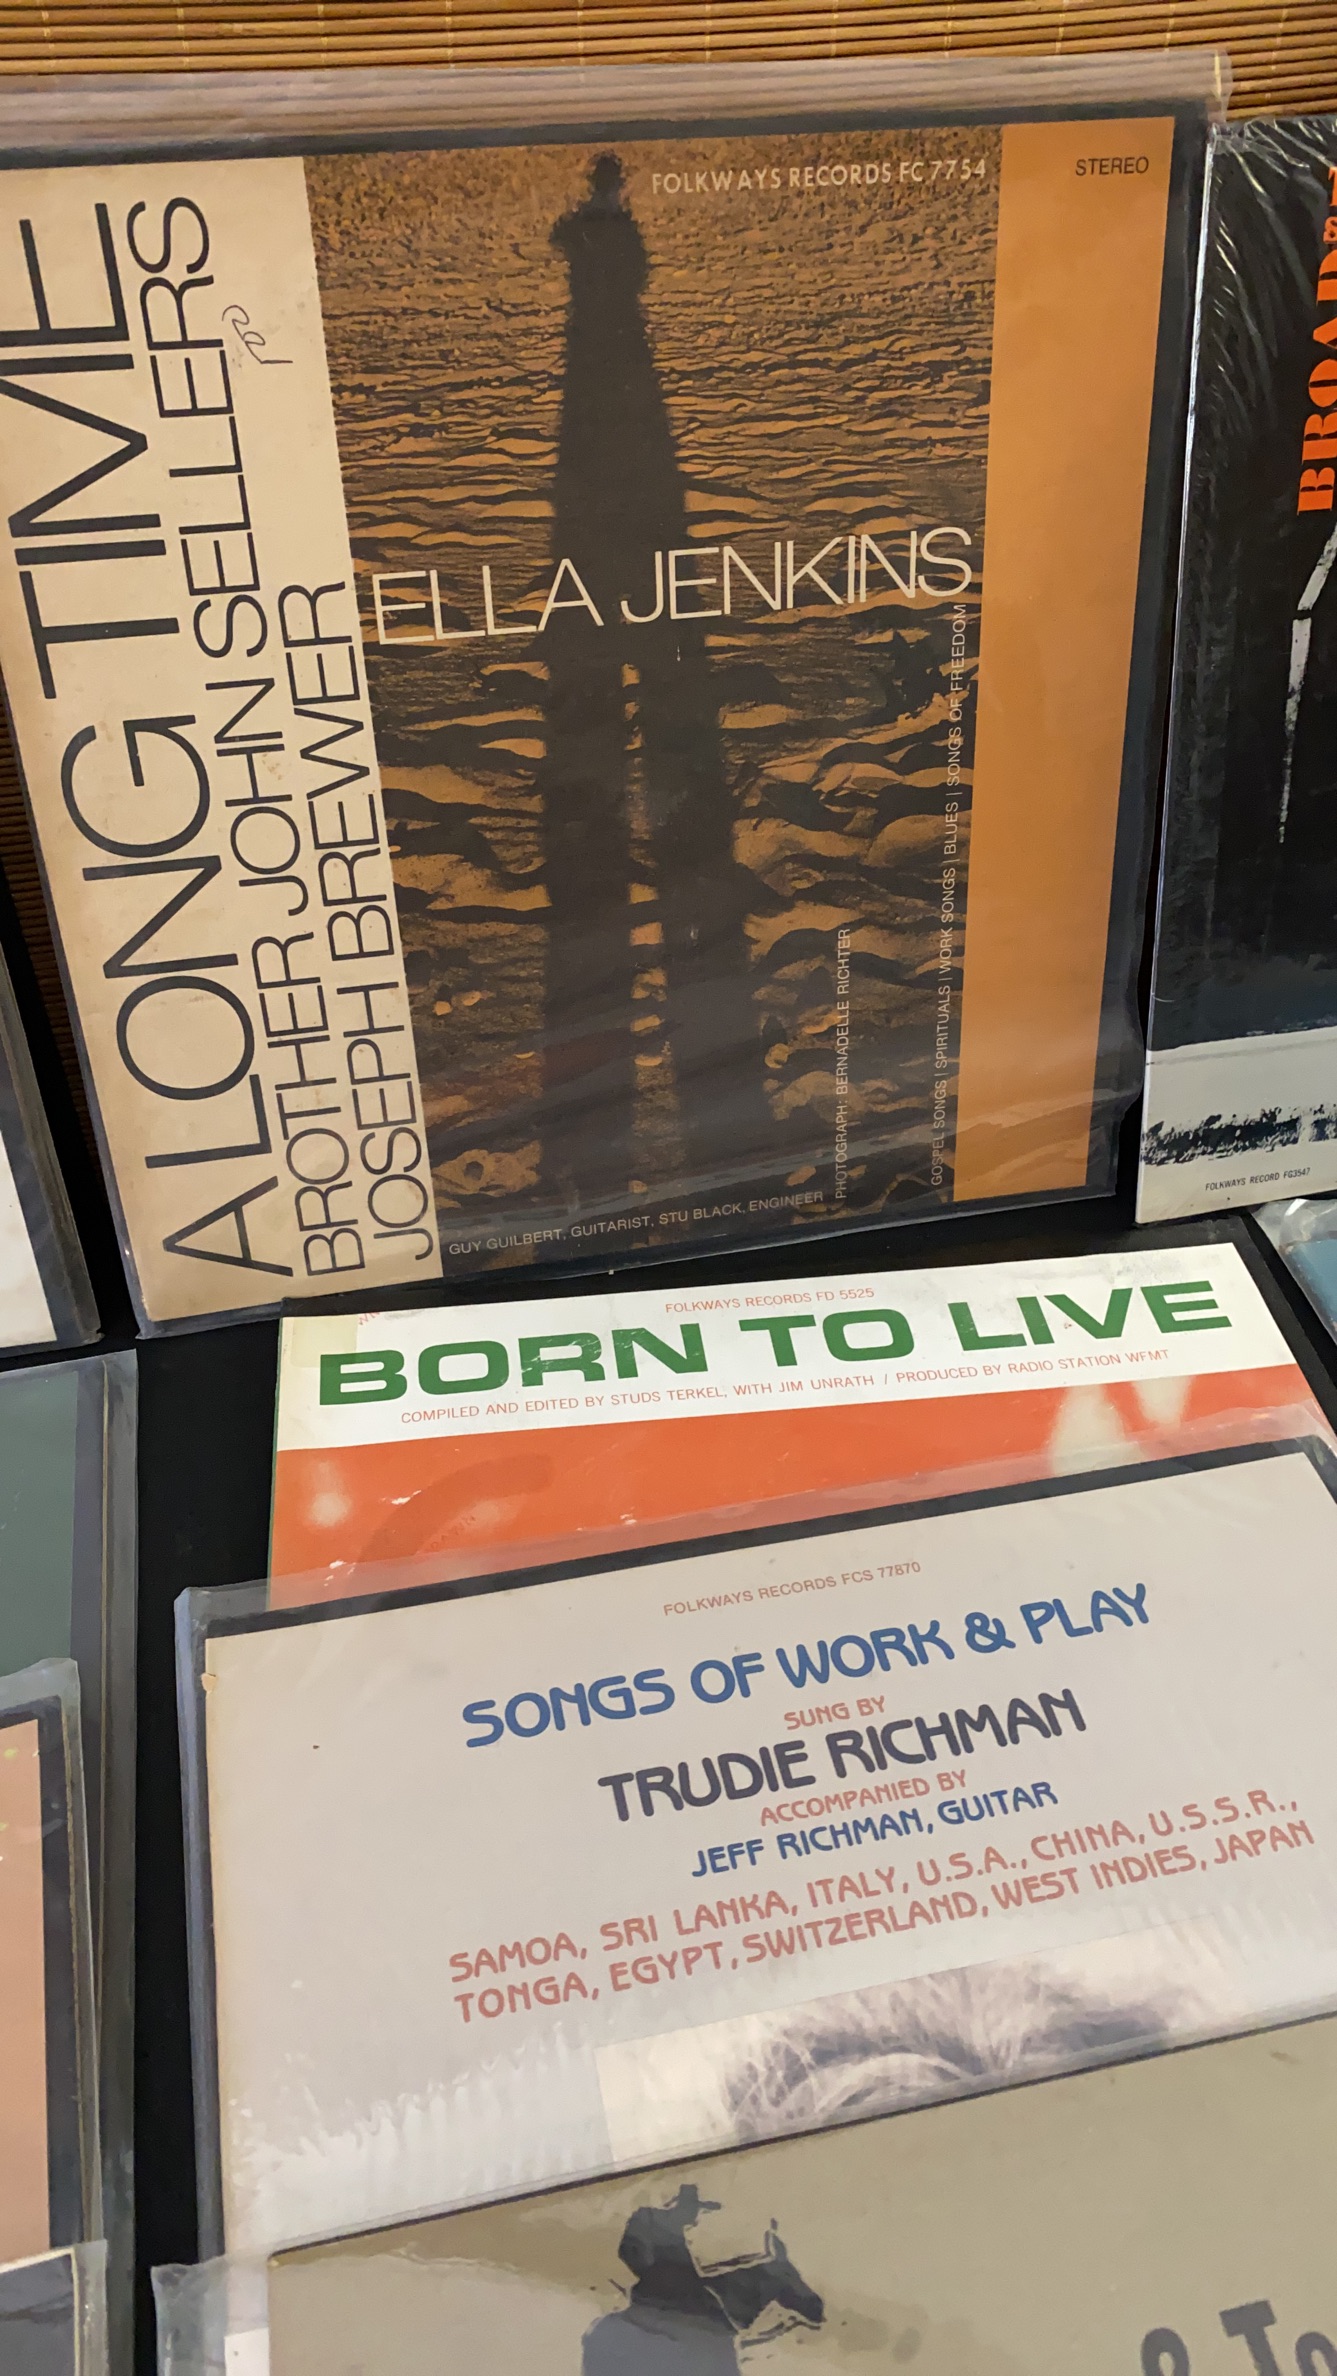 A LONG TIME
BROTHER JOHN SELLERS
JOSEPH BREWER
FOLKWAYS RECORDS FC 7754
STEREO
ELLA JENKINS
GOSPEL SONGS | SPIRITUALS | WORK SONGS | BLUES | SONGS OF FREEDOM
PHOTOGRAPH: BERNADELLE RICHTER
GUY GUILBERT, GUITARIST, STU BLACK, ENGINEER
FOLKWAYS RECORD FG3547
FOLKWAYS RECORDS FD 5525
BORN TO LIVE
COMPILED AND EDITED BY STUDS TERKEL, WITH JIM UNRATH / PRODUCED BY RADIO STATION WFMT
FOLKWAYS RECORDS FCS 77870
SONGS OF WORK & PLAY
SUNG BY
TRUDIE RICHMAN
ACCOMPANIED BY
JEFF RICHMAN, GUITAR
SAMOA, SRI LANKA, ITALY, U.S.A., CHINA, U.S.S.R.,
TONGA, EGYPT, SWITZERLAND, WEST INDIES, JAPAN